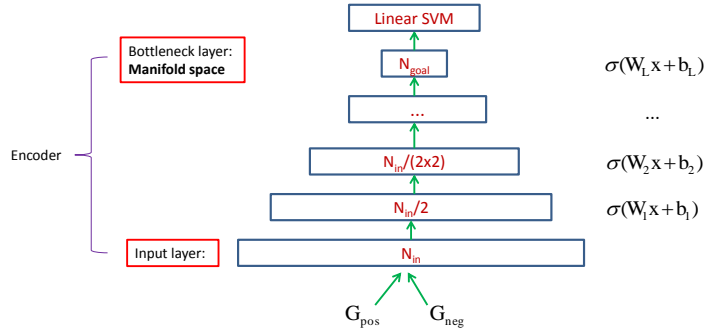 Linear SVM
Bottleneck layer:
Manifold space
N_goal
σ(W_L x+b_L)
...
...
Encoder
N_in/(2x2)
σ(W_2 x+b_2)
N_in/2
σ(W_1 x+b_1)
Input layer:
N_in
G_pos G_neg